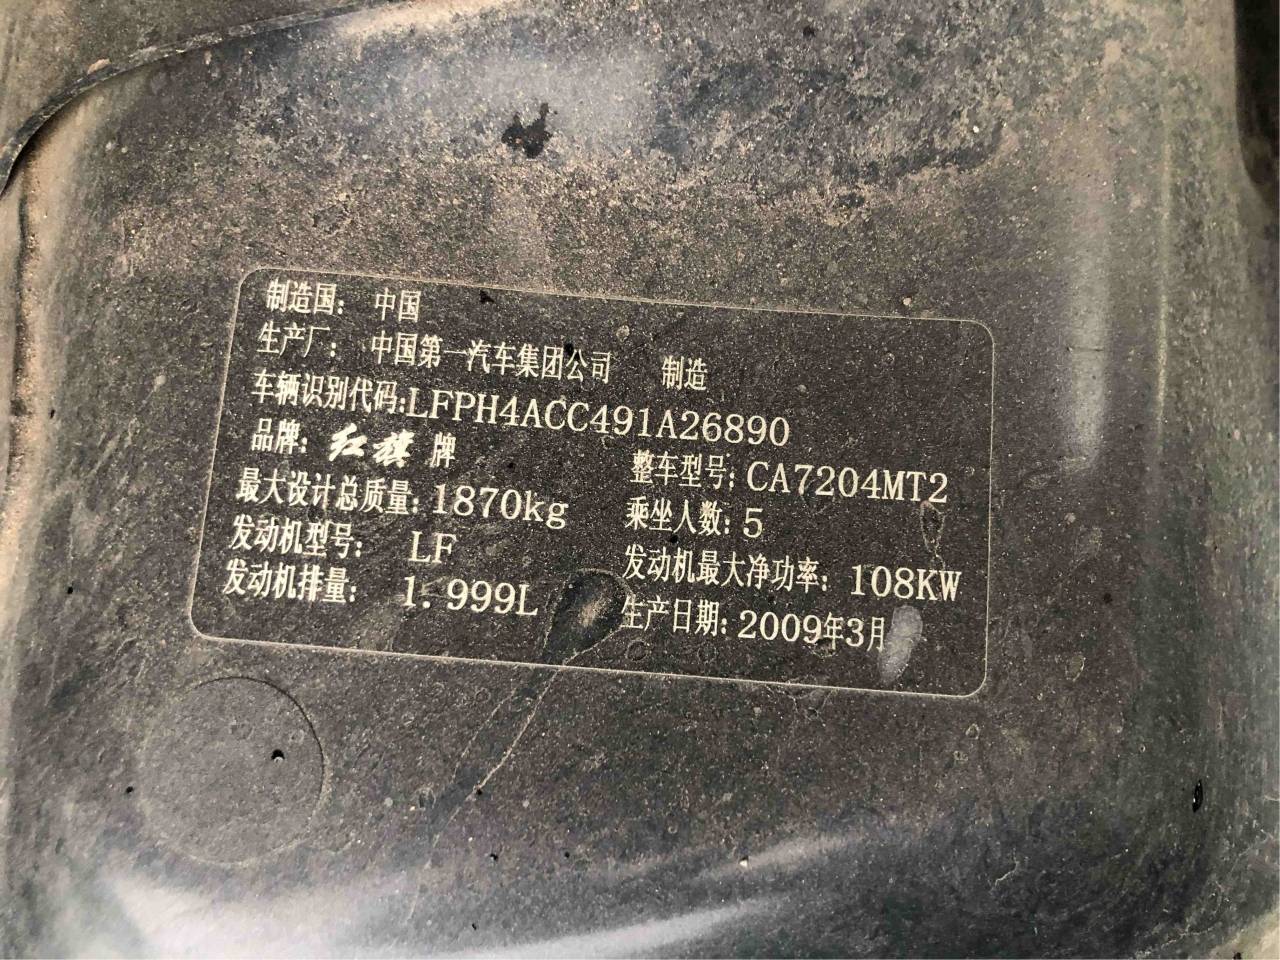 制造国: 中国
生产厂: 中国第一汽车集团公司 制造
车辆识别代码:LFPH4ACC491A26890
品牌: 红旗 牌 整车型号: CA7204MT2
最大设计总质量: 1870kg 乘坐人数: 5
发动机型号: LF 发动机最大净功率: 108KW
发动机排量: 1.999L 生产日期: 2009年3月